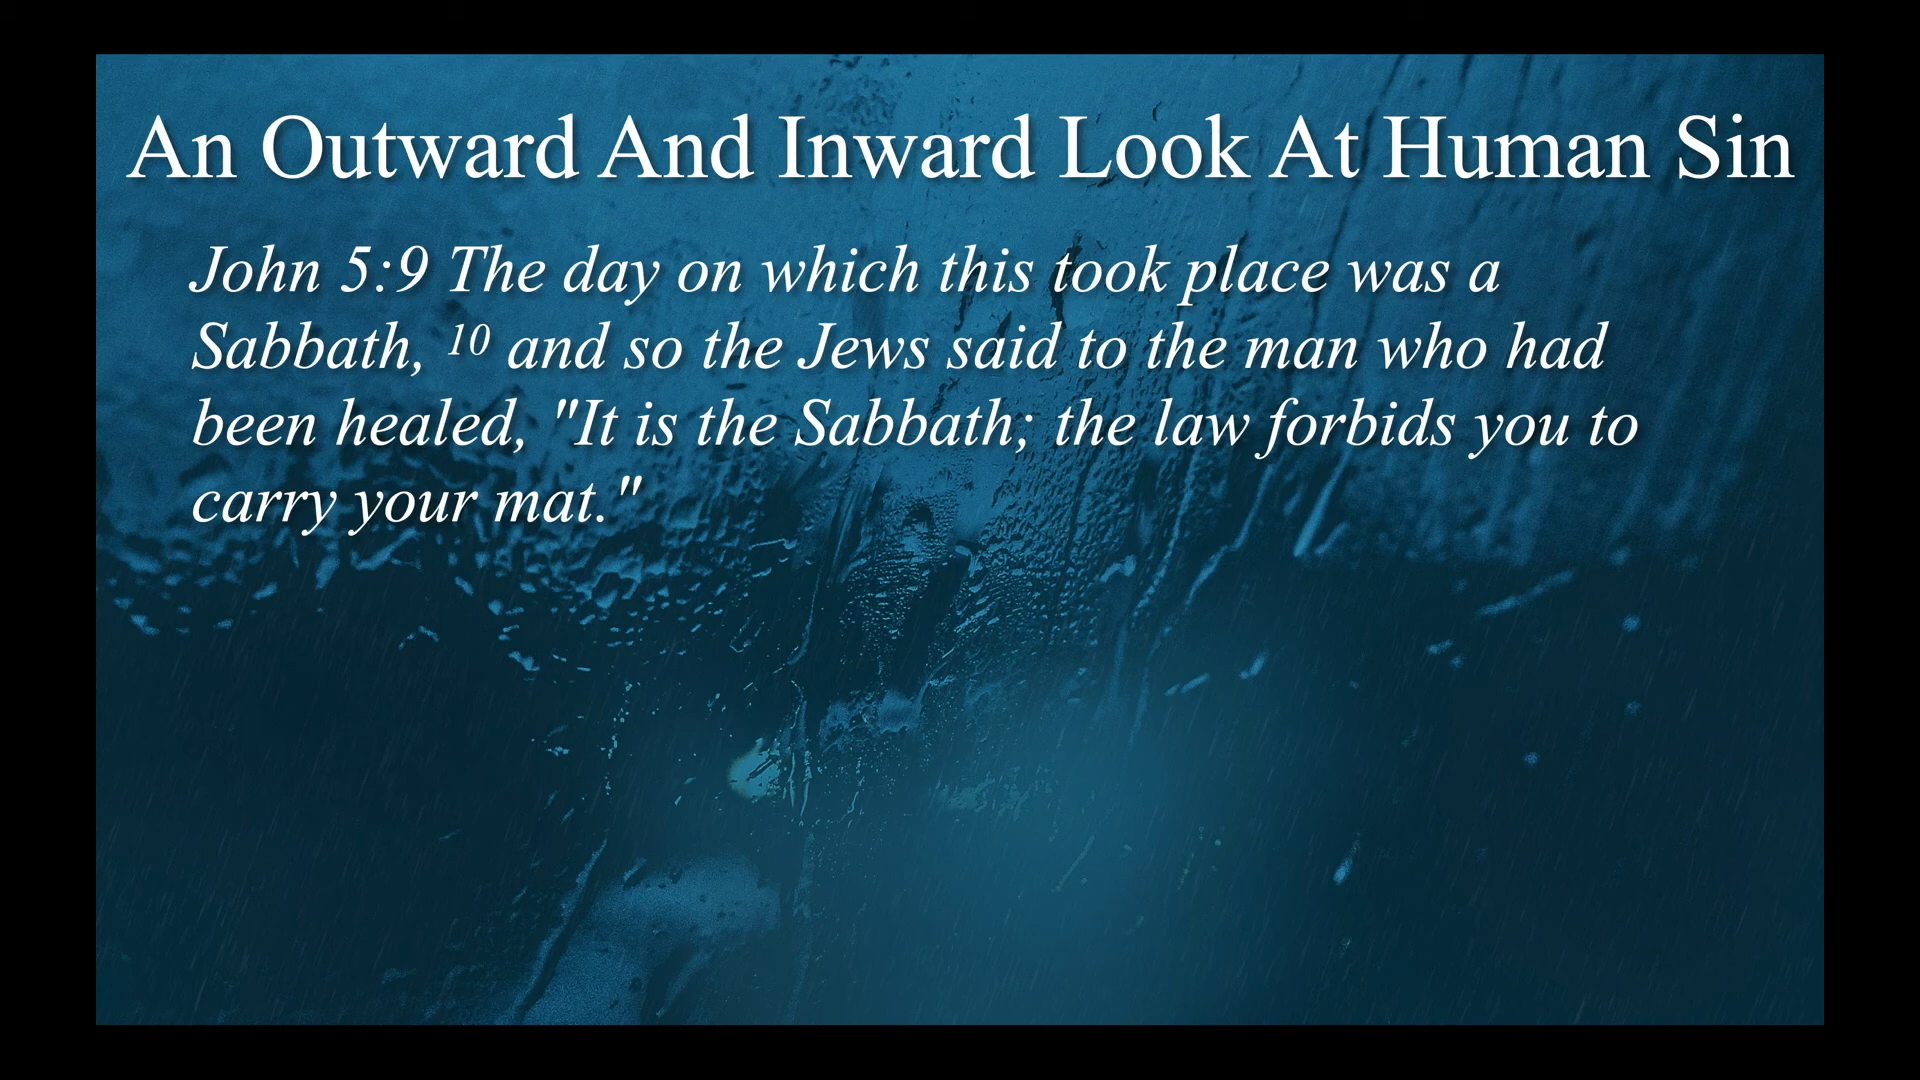 An Outward And Inward Look At Human Sin
John 5:9 The day on which this took place was a
Sabbath, 10 and so the Jews said to the man who had
been healed, "It is the Sabbath; the law forbids you to
carry your mat."